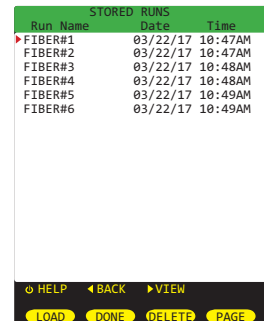 STORED RUNS
Run Name Date Time
FIBER#1 03/22/17 10:47AM
FIBER#2 03/22/17 10:47AM
FIBER#3 03/22/17 10:48AM
FIBER#4 03/22/17 10:48AM
FIBER#5 03/22/17 10:49AM
FIBER#6 03/22/17 10:49AM
HELP BACK VIEW
LOAD DONE DELETE PAGE